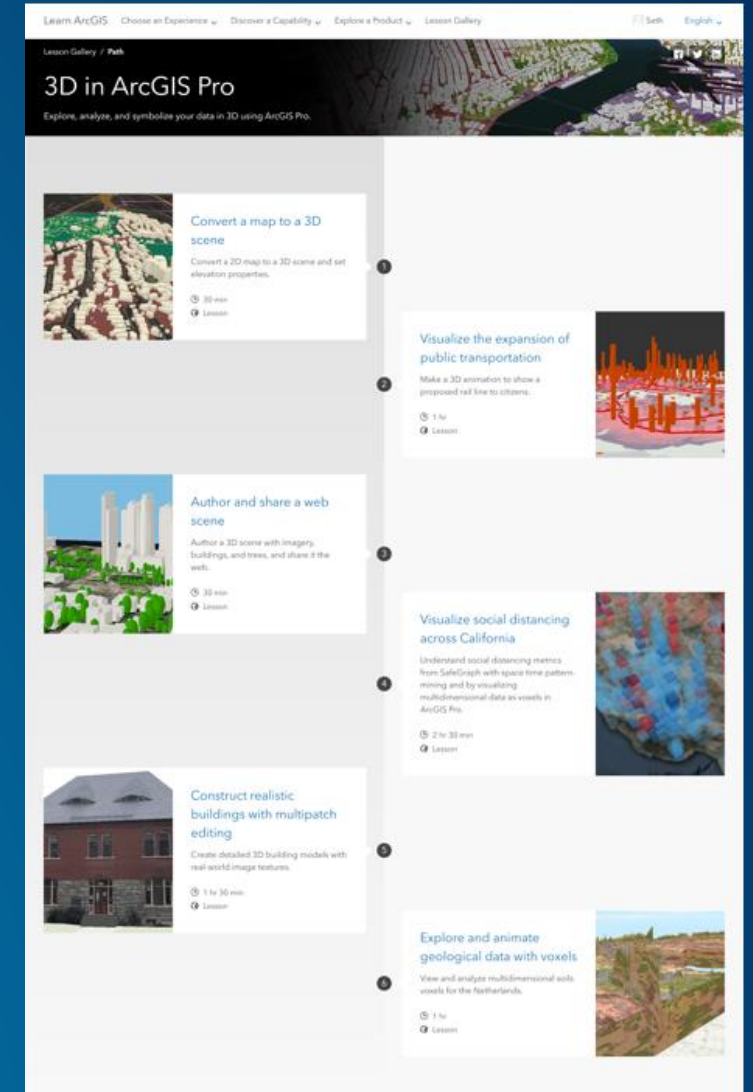 Learn ArcGIS Choose an Experience Discover a Capability Explore a Product Lesson Gallery Seth English
Lesson Gallery / Path
3D in ArcGIS Pro
Explore, analyze, and symbolize your data in 3D using ArcGIS Pro.
Convert a map to a 3D
scene
Convert a 2D map to a 3D scene and set
elevation properties.
30 min
Lesson
1
Visualize the expansion of
public transportation
Make a 3D animation to show a
proposed rail line to citizens.
1 hr
Lesson
2
Author and share a web
scene
Author a 3D scene with imagery,
buildings, and trees, and share it the
web.
30 min
Lesson
3
Visualize social distancing
across California
Understand social distancing metrics
from SafeGraph with space time pattern
mining and by visualizing
multidimensional data as voxels in
ArcGIS Pro.
2 hr 30 min
Lesson
4
Construct realistic
buildings with multipatch
editing
Create detailed 3D building models with
real-world image textures.
1 hr 30 min
Lesson
5
Explore and animate
geological data with voxels
View and analyze multidimensional soils
voxels for the Netherlands.
1 hr
Lesson
6